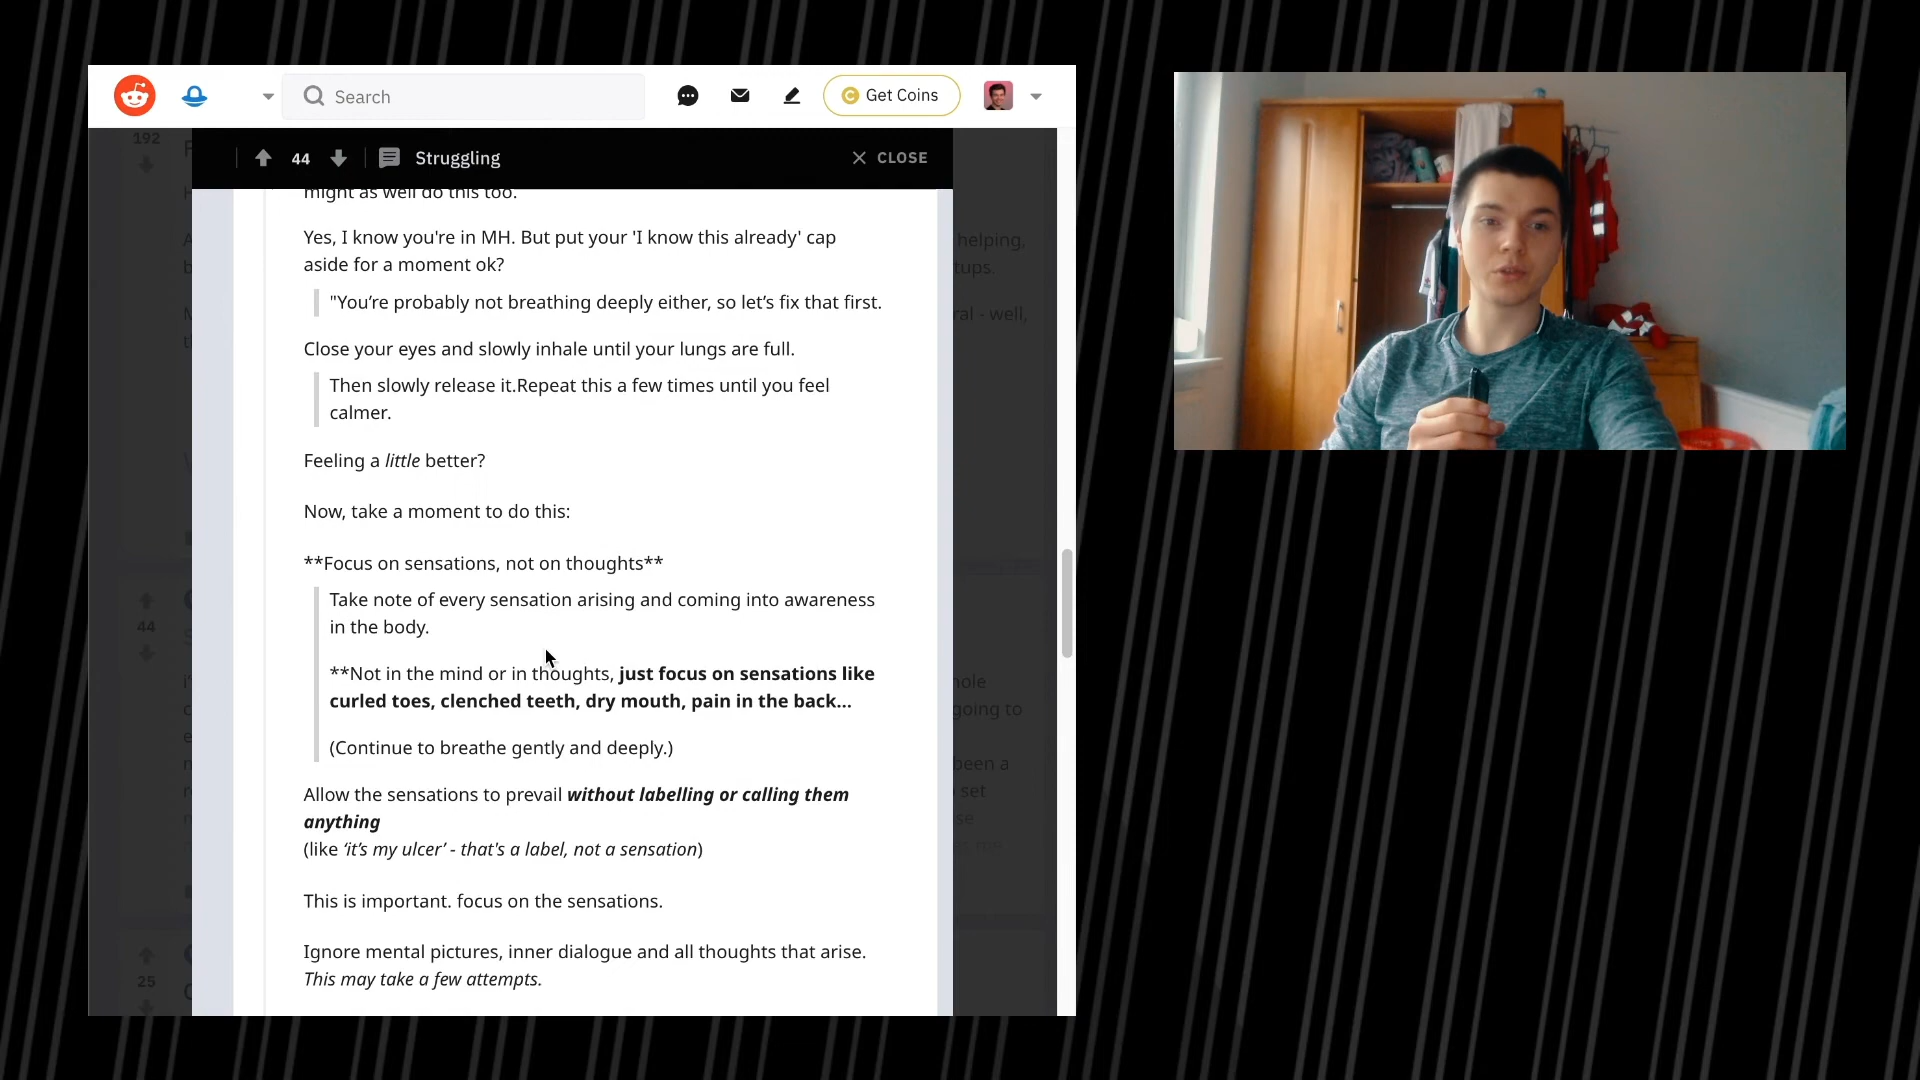 Search
Get Coins
192
44
Struggling
CLOSE
might as well do this too.
Yes, I know you're in MH. But put your 'I know this already' cap
aside for a moment ok?
"You’re probably not breathing deeply either, so let’s fix that first.
Close your eyes and slowly inhale until your lungs are full.
Then slowly release it.Repeat this a few times until you feel
calmer.
Feeling a little better?
Now, take a moment to do this:
**Focus on sensations, not on thoughts**
Take note of every sensation arising and coming into awareness
in the body.
**Not in the mind or in thoughts, just focus on sensations like
curled toes, clenched teeth, dry mouth, pain in the back...
(Continue to breathe gently and deeply.)
Allow the sensations to prevail without labelling or calling them
anything
(like ‘it’s my ulcer’ - that's a label, not a sensation)
This is important. focus on the sensations.
Ignore mental pictures, inner dialogue and all thoughts that arise.
This may take a few attempts.
44
25
helping,
tups.
ral - well,
going to
been a
set